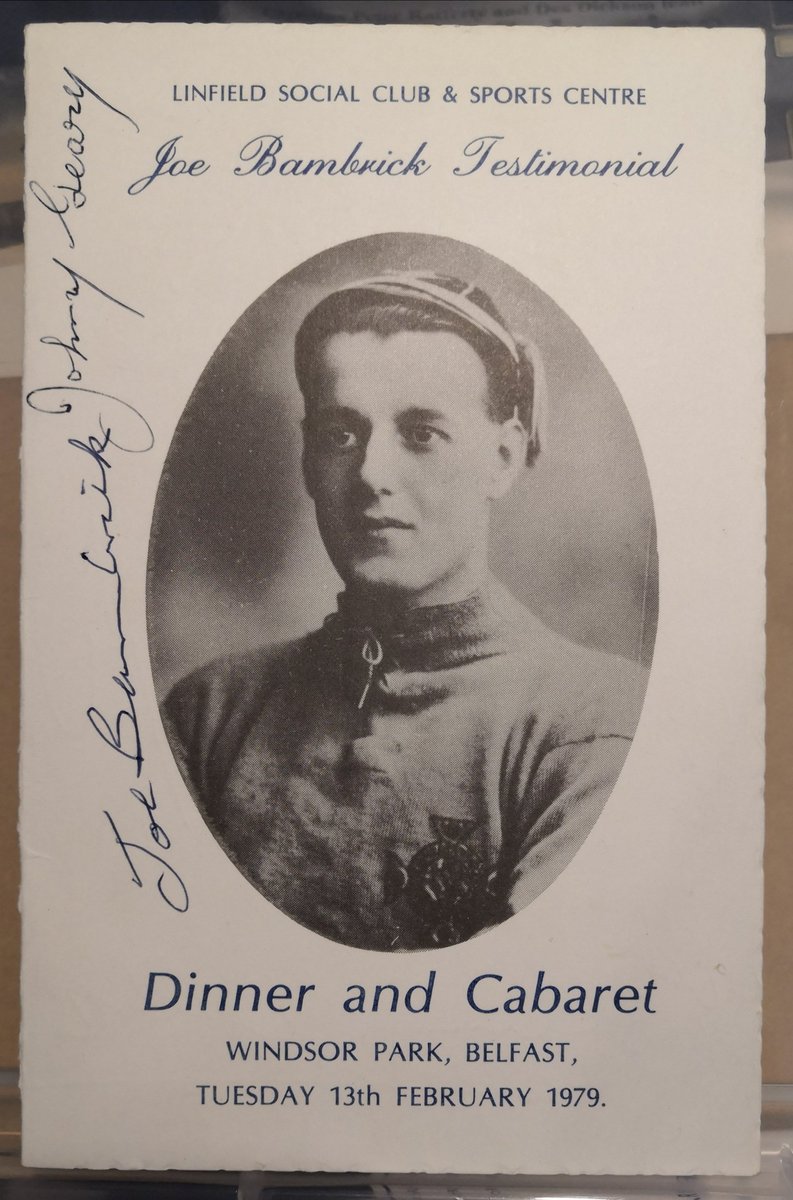 LINFIELD SOCIAL CLUB & SPORTS CENTRE
Joe Bambrick Testimonial
Joe Bambrick
Johnny Geary
Dinner and Cabaret
WINDSOR PARK, BELFAST,
TUESDAY 13th FEBRUARY 1979.